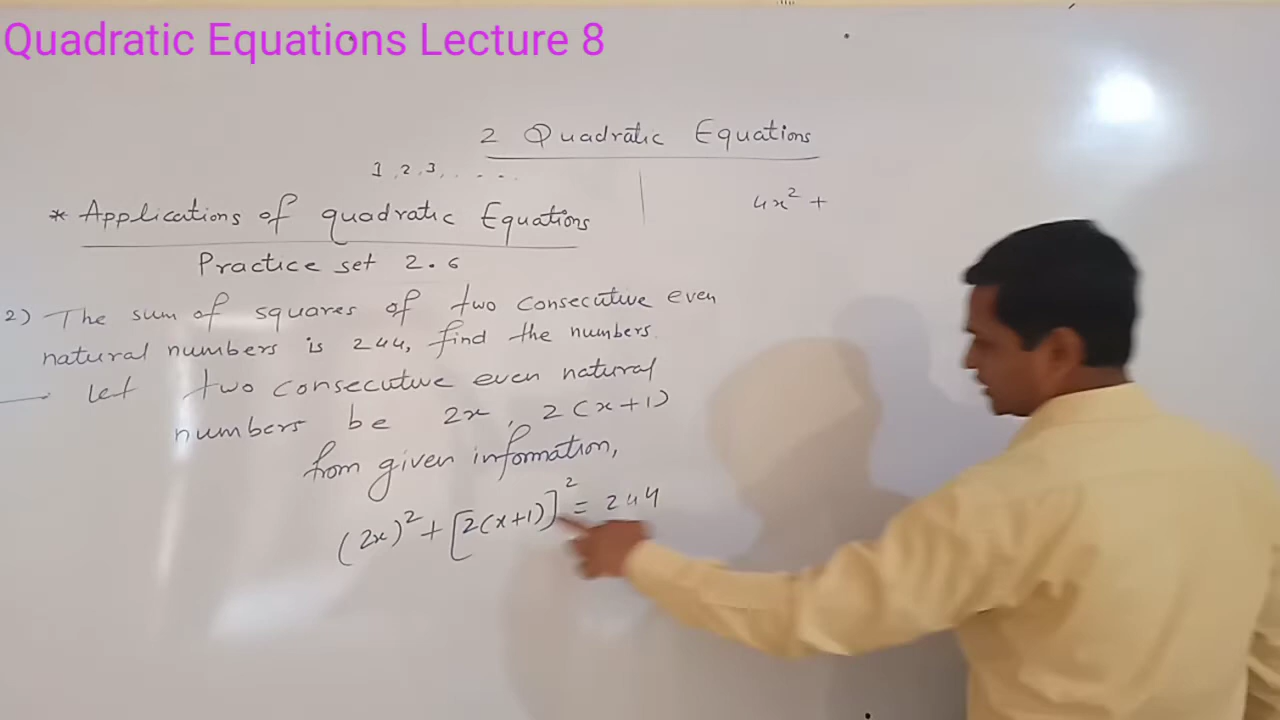 Quadratic Equations Lecture 8
2 Quadratic Equations
1, 2, 3, . . . . .
* Applications of quadratic Equations
Practice set 2.6
2) The sum of squares of two consecutive even
natural numbers is 244, find the numbers.
→ Let two consecutive even natural
numbers be 2x, 2(x+1)
from given information,
(2x)² + [2(x+1)]² = 244
4x² +